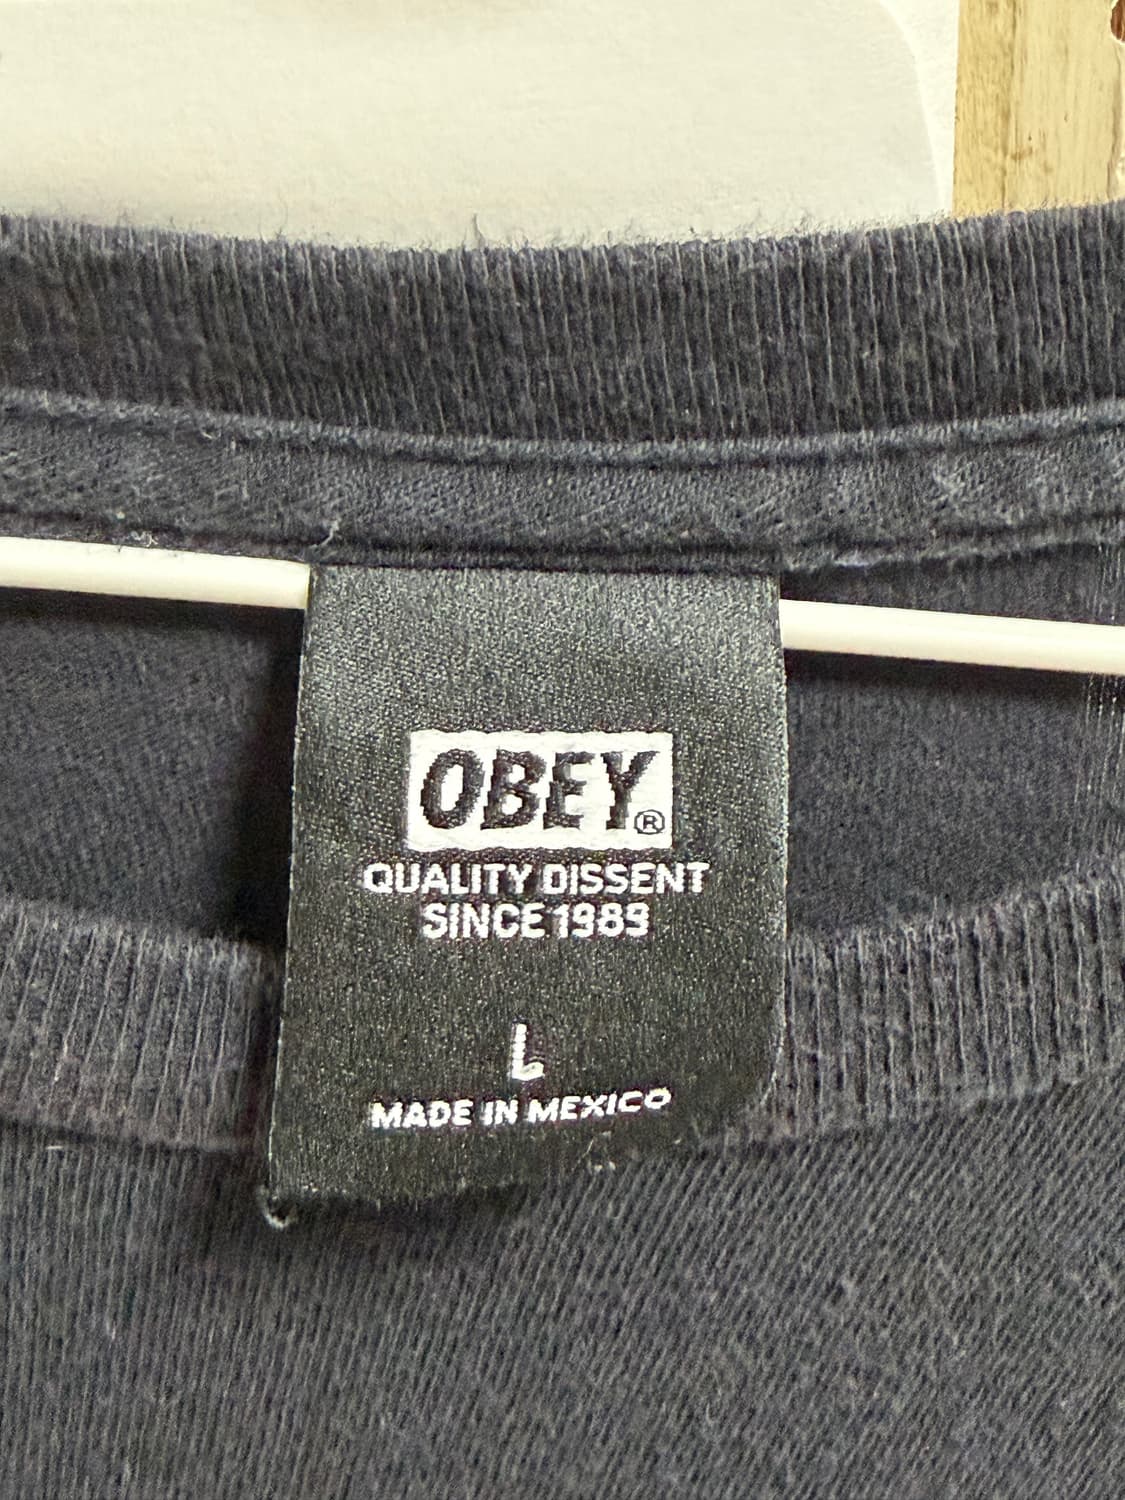 OBEY®
QUALITY DISSENT
SINCE 1989
L
MADE IN MEXICO